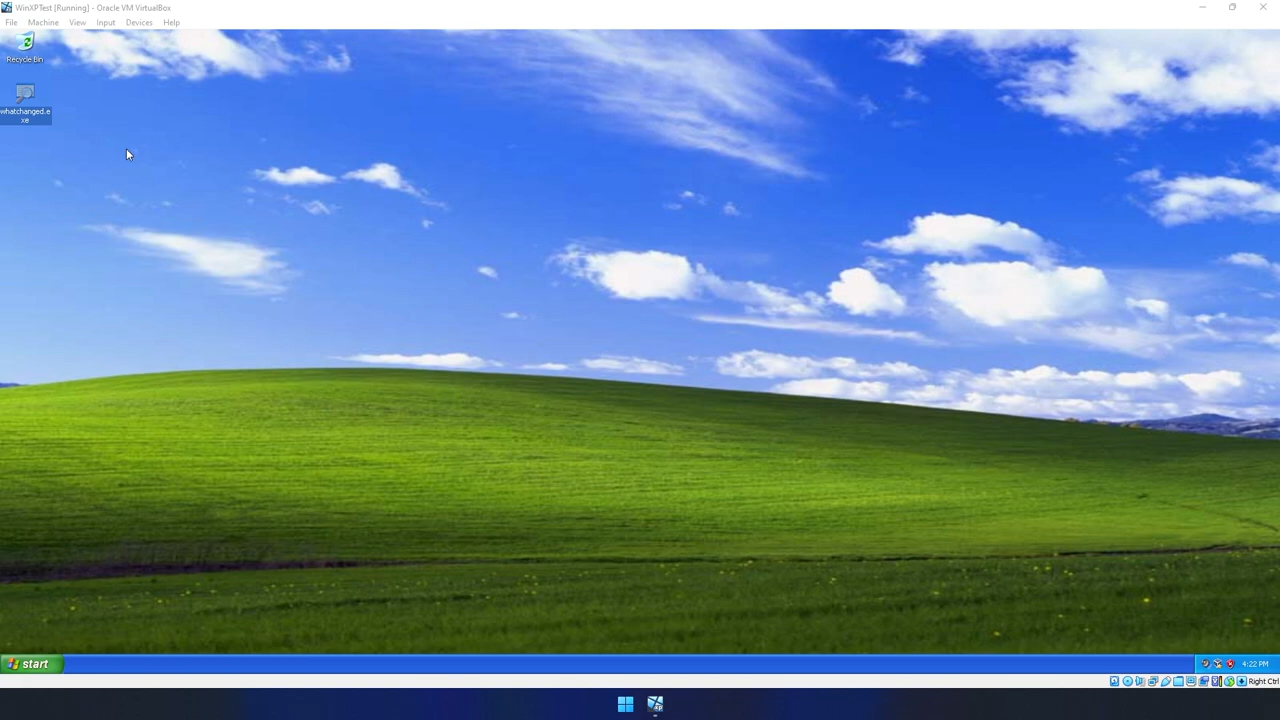 WinXPTest [Running] - Oracle VM VirtualBox
File Machine View Input Devices Help
Recycle Bin
whatchanged.e
xe
start
4:22 PM
Right Ctrl